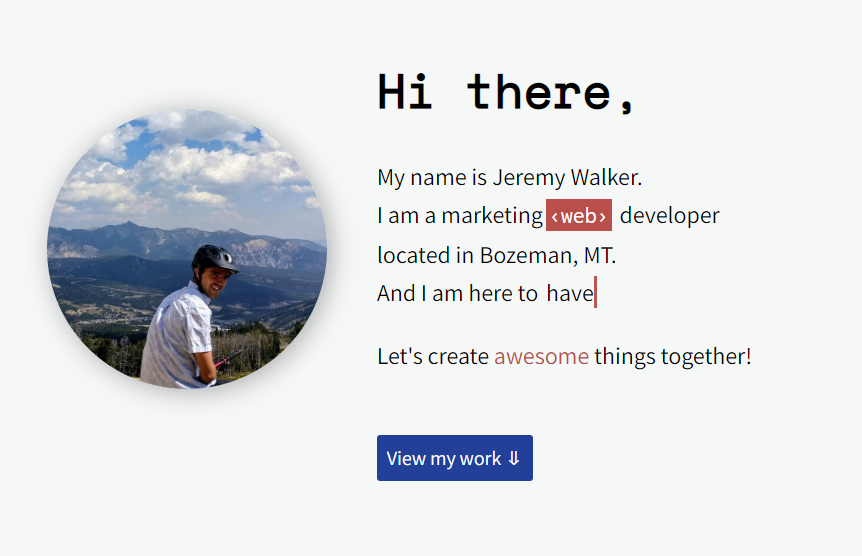 Hi there,
My name is Jeremy Walker.
I am a marketing ‹web› developer
located in Bozeman, MT.
And I am here to have
Let's create awesome things together!
View my work ⇓